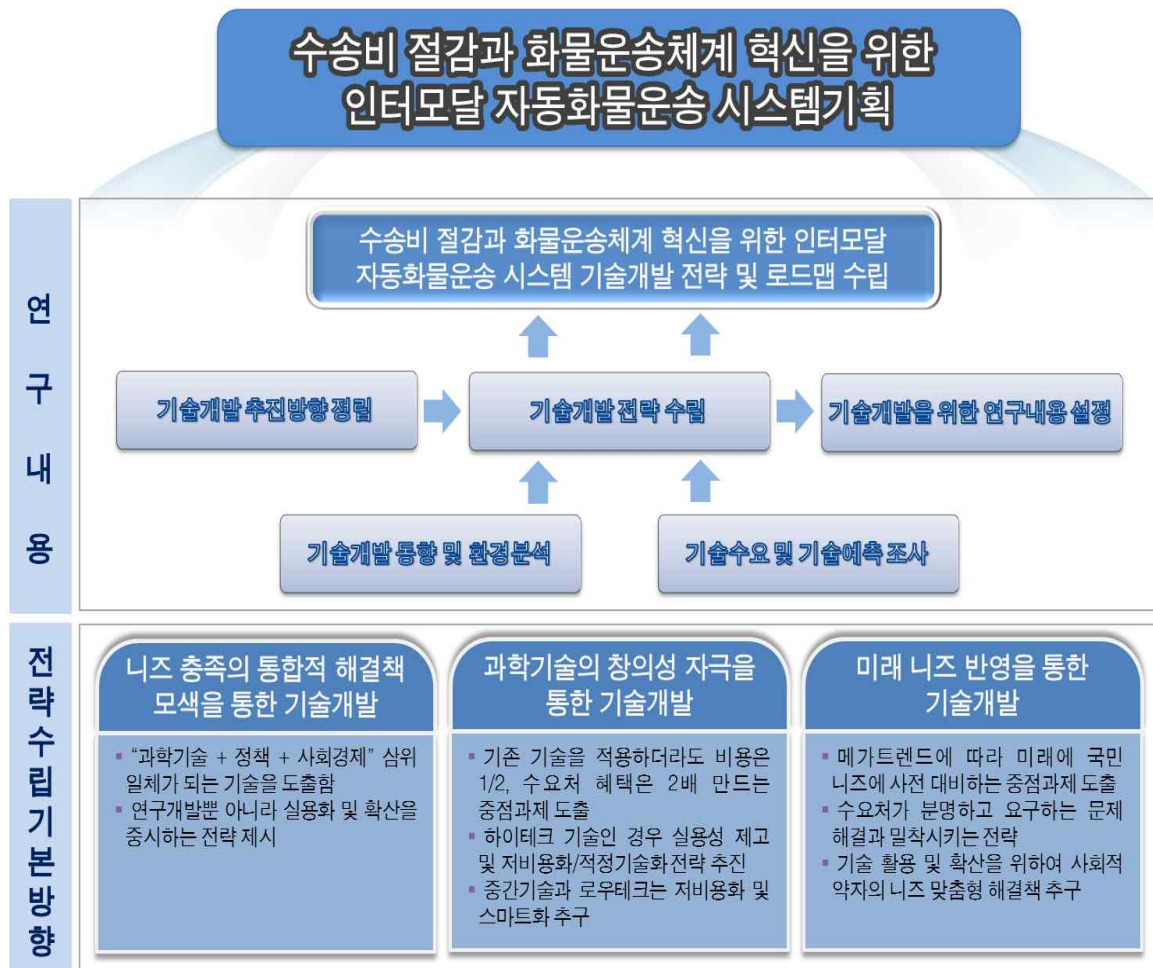 수송비 절감과 화물운송체계 혁신을 위한
인터모달 자동화물운송 시스템기획
연구내용
수송비 절감과 화물운송체계 혁신을 위한 인터모달
자동화물운송 시스템 기술개발 전략 및 로드맵 수립
기술개발 추진방향 정립
기술개발 전략 수립
기술개발을 위한 연구내용 설정
기술개발 동향 및 환경분석
기술수요 및 기술예측 조사
전략수립기본방향
니즈 충족의 통합적 해결책
모색을 통한 기술개발
▪ “과학기술 + 정책 + 사회경제” 삼위
일체가 되는 기술을 도출함
▪ 연구개발뿐 아니라 실용화 및 확산을
중시하는 전략 제시
과학기술의 창의성 자극을
통한 기술개발
▪ 기존 기술을 적용하더라도 비용은
1/2, 수요처 혜택은 2배 만드는
중점과제 도출
▪ 하이테크 기술인 경우 실용성 제고
및 저비용화/적정기술화 전략 추진
▪ 중간기술과 로우테크는 저비용화 및
스마트화 추구
미래 니즈 반영을 통한
기술개발
▪ 메가트렌드에 따라 미래에 국민
니즈에 사전 대비하는 중점과제 도출
▪ 수요처가 분명하고 요구하는 문제
해결과 밀착시키는 전략
▪ 기술 활용 및 확산을 위하여 사회적
약자의 니즈 맞춤형 해결책 추구